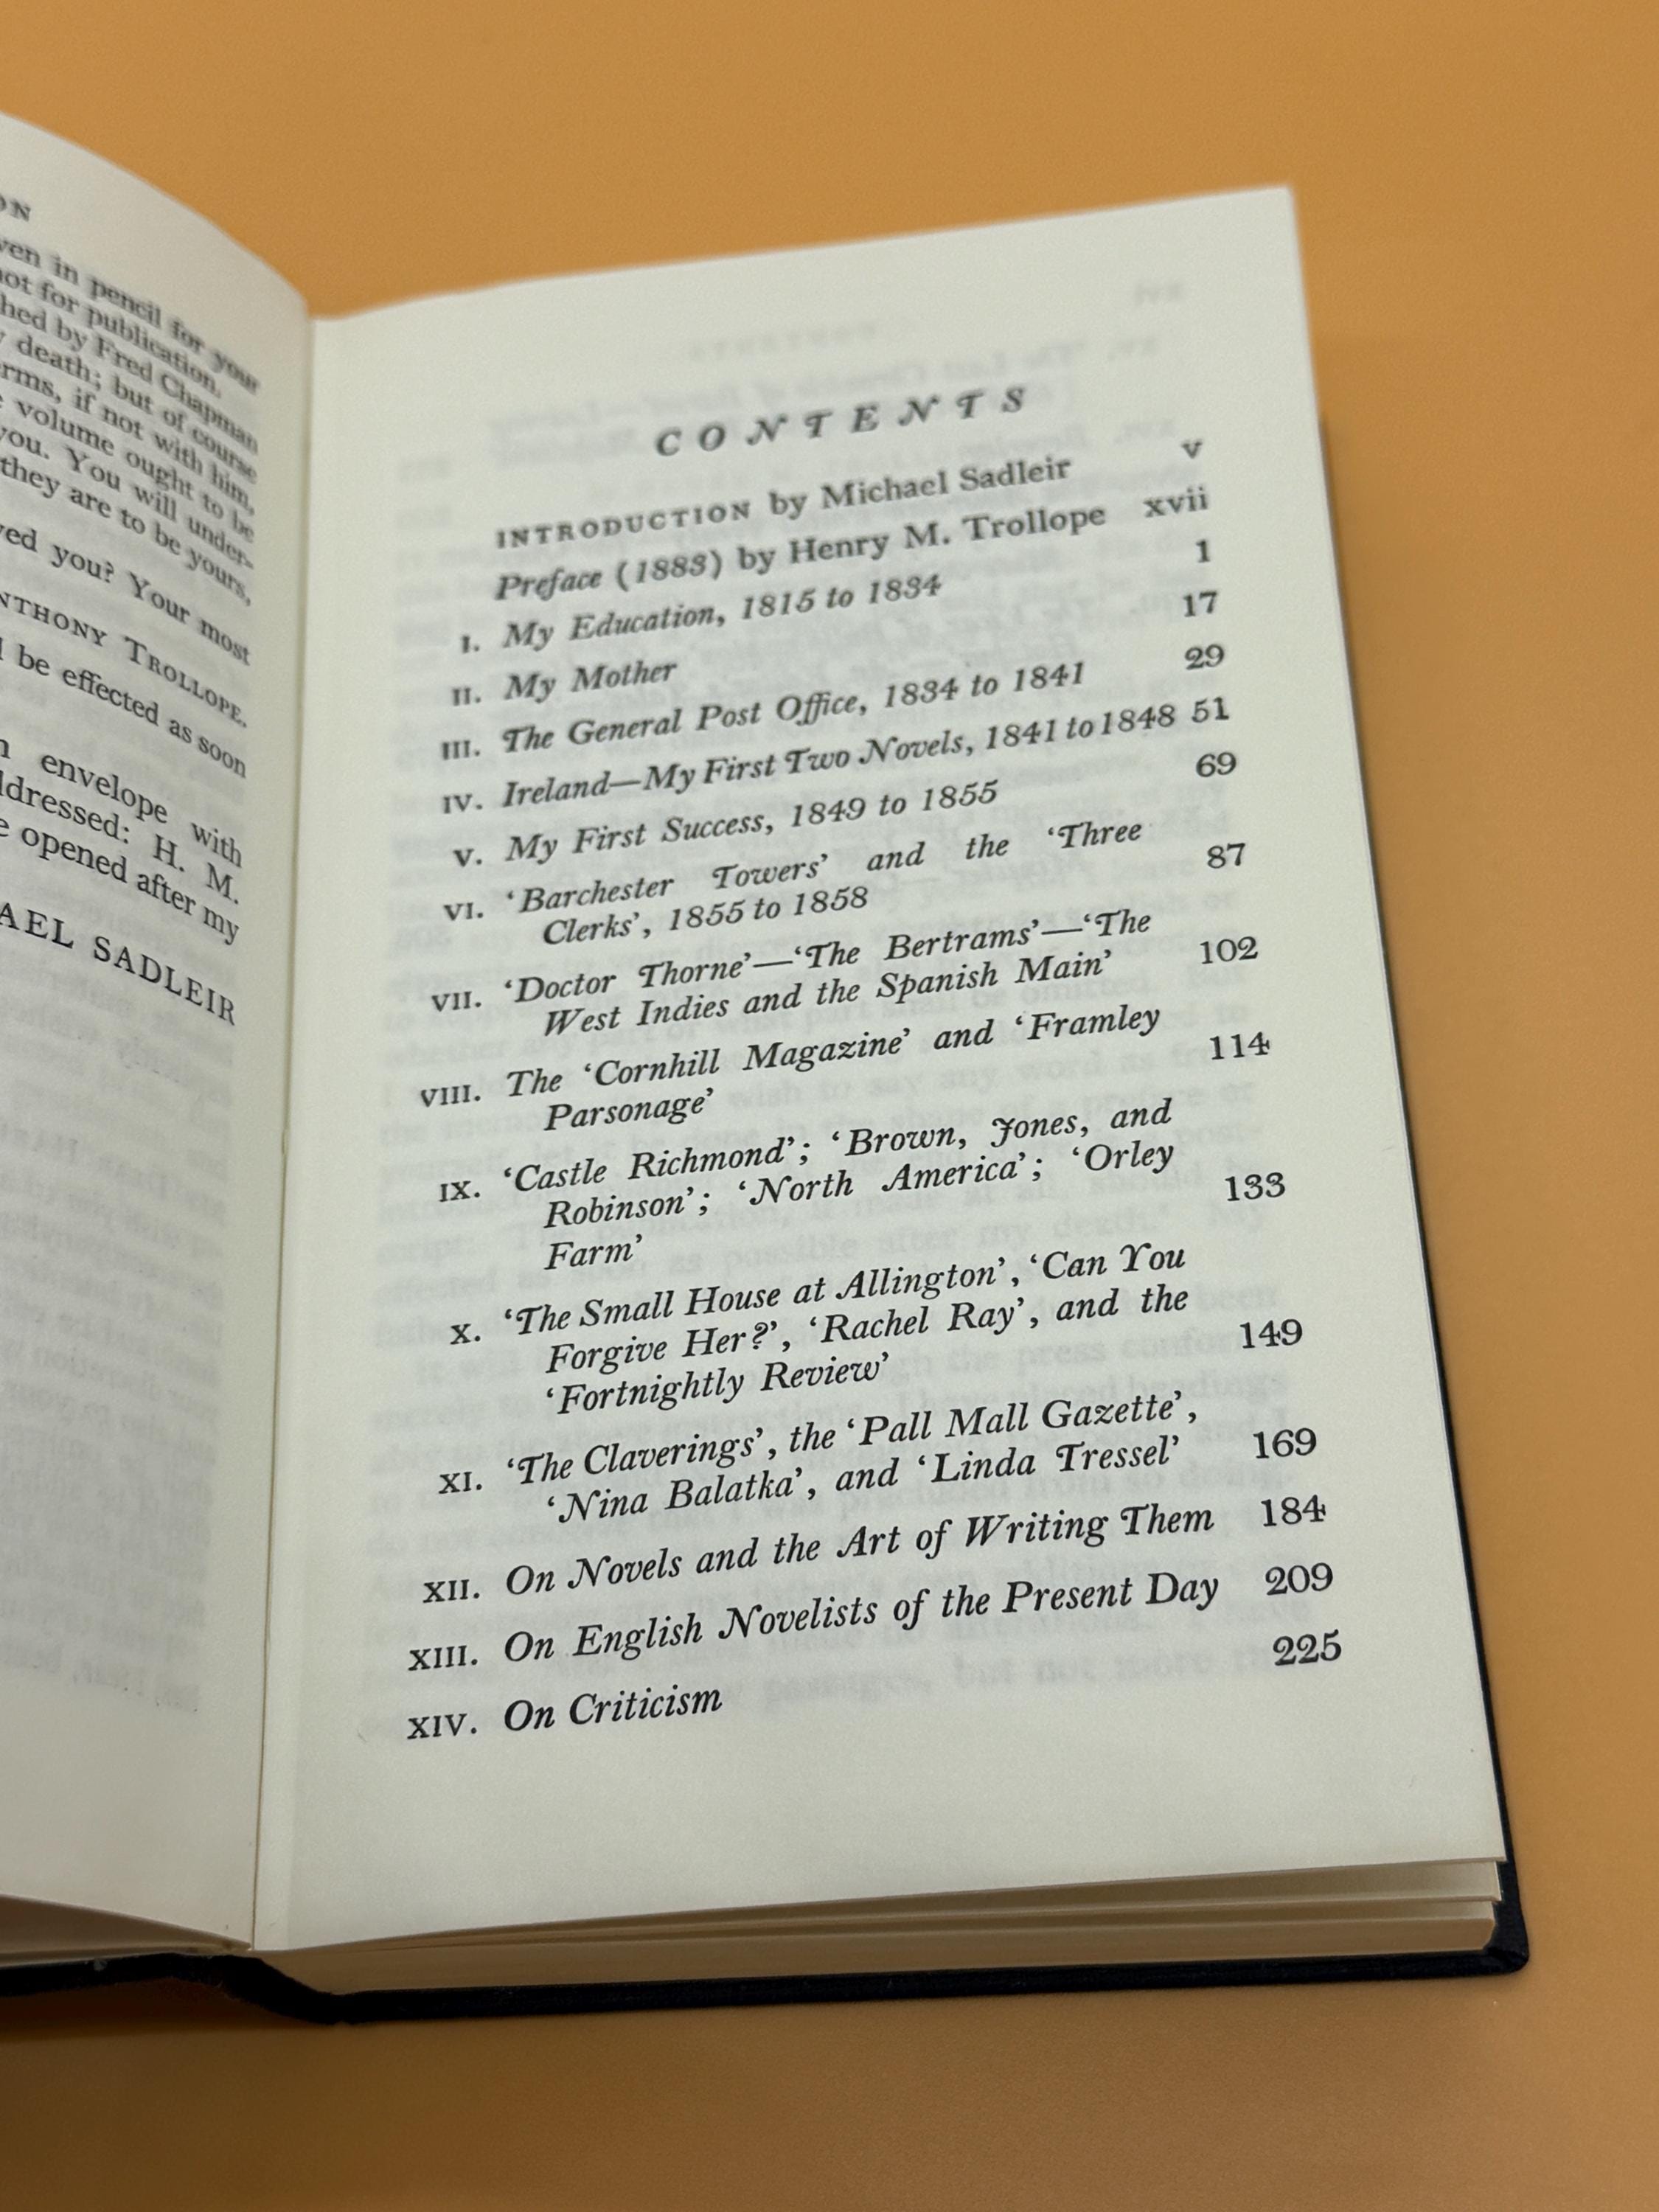 ON
ven in pencil for your
not for publication.
hed by Fred Chapman
death; but of course
rms, if not with him,
volume ought to be
you. You will under-
they are to be yours,
ved you? Your most
NTHONY TROLLOPE.
be effected as soon
envelope with
ddressed: H. M.
e opened after my
AEL SADLEIR
CONTENTS
INTRODUCTION by Michael Sadleir v
Preface (1883) by Henry M. Trollope xvii
I. My Education, 1815 to 1834 1
II. My Mother 17
III. The General Post Office, 1834 to 1841 29
IV. Ireland—My First Two Novels, 1841 to 1848 51
V. My First Success, 1849 to 1855 69
VI. ‘Barchester Towers’ and the ‘Three
Clerks’, 1855 to 1858 87
VII. ‘Doctor Thorne’—‘The Bertrams’—‘The
West Indies and the Spanish Main’ 102
VIII. The ‘Cornhill Magazine’ and ‘Framley
Parsonage’ 114
IX. ‘Castle Richmond’; ‘Brown, Jones, and
Robinson’; ‘North America’; ‘Orley
Farm’ 133
X. ‘The Small House at Allington’, ‘Can You
Forgive Her?’, ‘Rachel Ray’, and the
‘Fortnightly Review’ 149
XI. ‘The Claverings’, the ‘Pall Mall Gazette’,
‘Nina Balatka’, and ‘Linda Tressel’ 169
XII. On Novels and the Art of Writing Them 184
XIII. On English Novelists of the Present Day 209
XIV. On Criticism 225